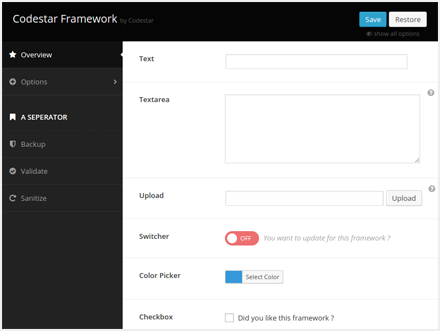 Codestar Framework by Codestar
Save Restore
show all options
Overview
Options
A SEPERATOR
Backup
Validate
Sanitize
Text
Textarea
Upload
Upload
Switcher
OFF
You want to update for this framework ?
Color Picker
Select Color
Checkbox
Did you like this framework ?